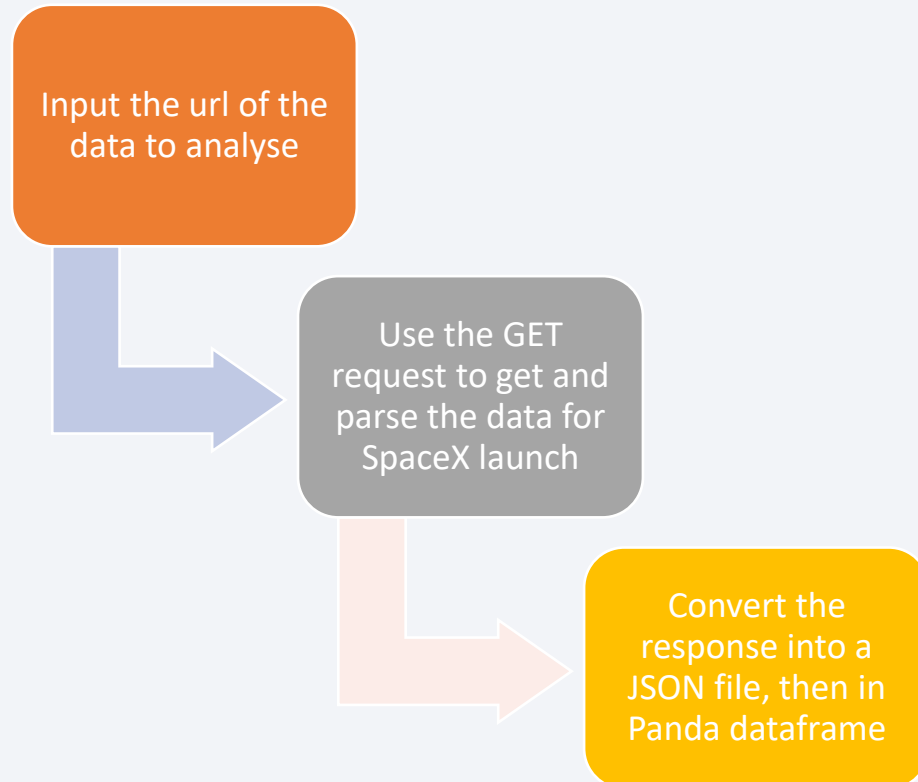 Input the url of the
data to analyse
Use the GET
request to get and
parse the data for
SpaceX launch
Convert the
response into a
JSON file, then in
Panda dataframe